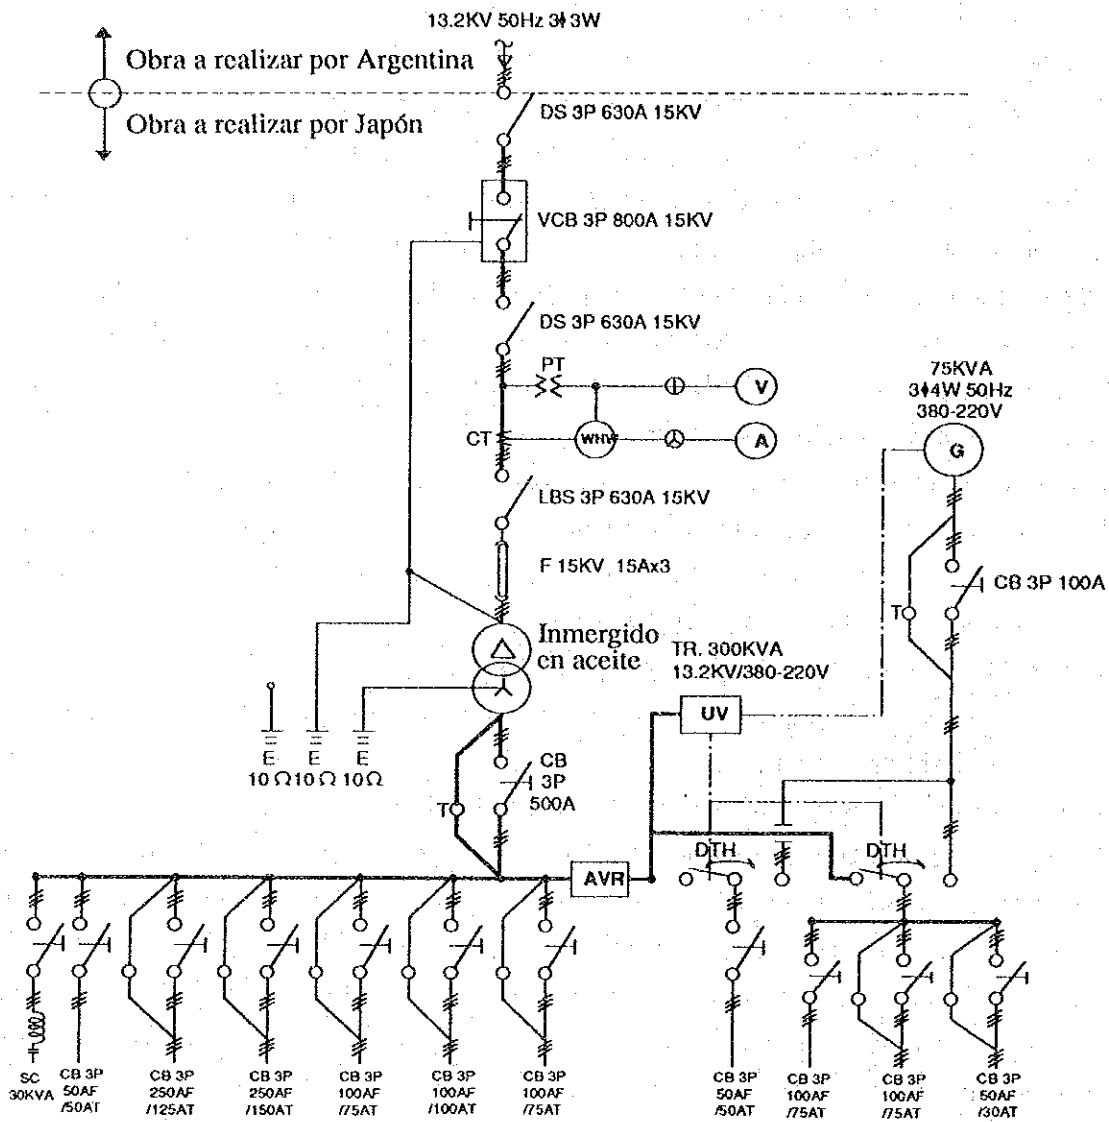 13.2KV 50Hz 3ϕ3W
Obra a realizar por Argentina
Obra a realizar por Japón
DS 3P 630A 15KV
VCB 3P 800A 15KV
DS 3P 630A 15KV
PT
V
CT
WHW
A
75KVA
3ϕ4W 50Hz
380-220V
G
LBS 3P 630A 15KV
F 15KV 15Ax3
CB 3P 100A
T
Inmergido
en aceite
TR. 300KVA
13.2KV/380-220V
UV
E E E
10Ω 10Ω 10Ω
CB
3P
500A
T
DTH
DTH
AVR
SC
30KVA
CB 3P
50AF
/50AT
CB 3P
250AF
/125AT
CB 3P
250AF
/150AT
CB 3P
100AF
/75AT
CB 3P
100AF
/100AT
CB 3P
100AF
/75AT
CB 3P
50AF
/50AT
CB 3P
100AF
/75AT
CB 3P
100AF
/75AT
CB 3P
50AF
/30AT